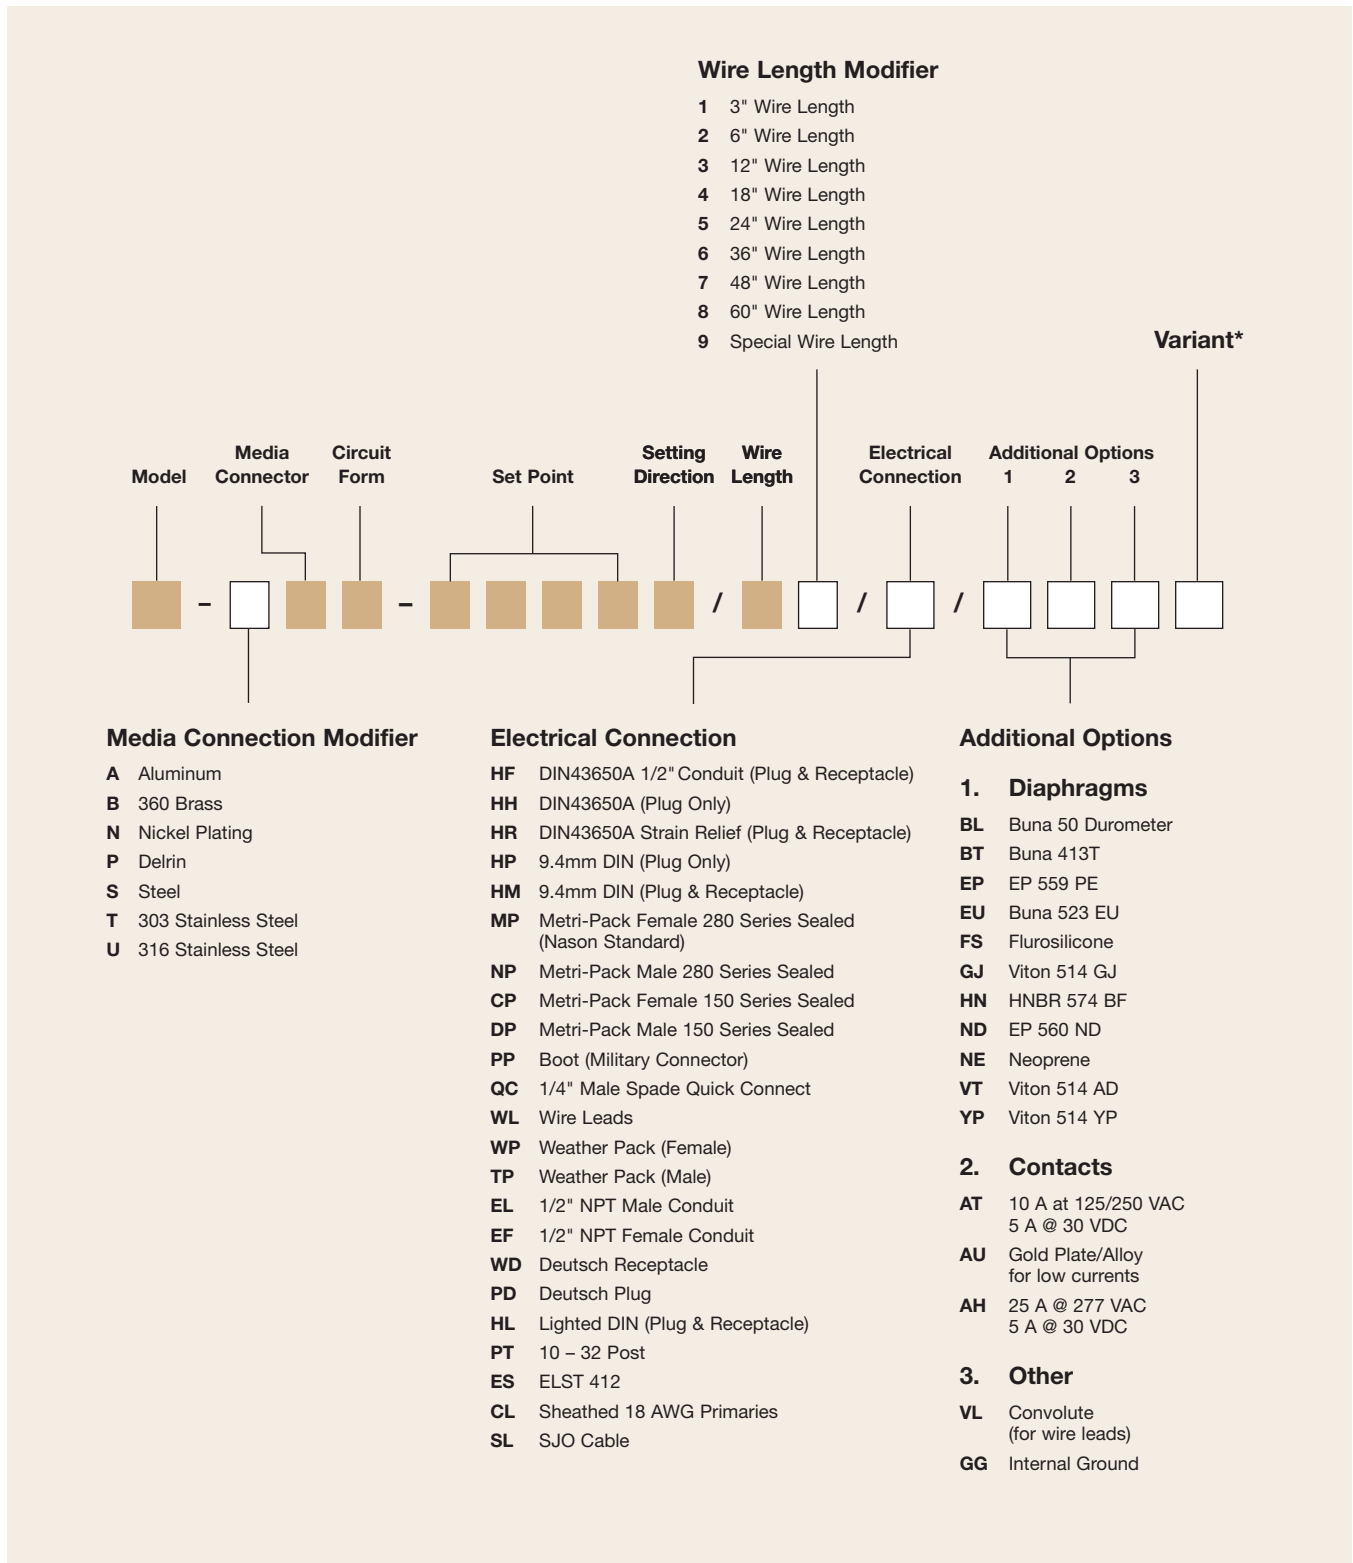 Wire Length Modifier
1 3" Wire Length
2 6" Wire Length
3 12" Wire Length
4 18" Wire Length
5 24" Wire Length
6 36" Wire Length
7 48" Wire Length
8 60" Wire Length
9 Special Wire Length
Variant*
Model
Media
Connector
Circuit
Form
Set Point
Setting
Direction
Wire
Length
Electrical
Connection
Additional Options
1 2 3
– – / / /
Media Connection Modifier
A Aluminum
B 360 Brass
N Nickel Plating
P Delrin
S Steel
T 303 Stainless Steel
U 316 Stainless Steel
Electrical Connection
HF DIN43650A 1/2" Conduit (Plug & Receptacle)
HH DIN43650A (Plug Only)
HR DIN43650A Strain Relief (Plug & Receptacle)
HP 9.4mm DIN (Plug Only)
HM 9.4mm DIN (Plug & Receptacle)
MP Metri-Pack Female 280 Series Sealed
(Nason Standard)
NP Metri-Pack Male 280 Series Sealed
CP Metri-Pack Female 150 Series Sealed
DP Metri-Pack Male 150 Series Sealed
PP Boot (Military Connector)
QC 1/4" Male Spade Quick Connect
WL Wire Leads
WP Weather Pack (Female)
TP Weather Pack (Male)
EL 1/2" NPT Male Conduit
EF 1/2" NPT Female Conduit
WD Deutsch Receptacle
PD Deutsch Plug
HL Lighted DIN (Plug & Receptacle)
PT 10 – 32 Post
ES ELST 412
CL Sheathed 18 AWG Primaries
SL SJO Cable
Additional Options
1. Diaphragms
BL Buna 50 Durometer
BT Buna 413T
EP EP 559 PE
EU Buna 523 EU
FS Flurosilicone
GJ Viton 514 GJ
HN HNBR 574 BF
ND EP 560 ND
NE Neoprene
VT Viton 514 AD
YP Viton 514 YP
2. Contacts
AT 10 A at 125/250 VAC
5 A @ 30 VDC
AU Gold Plate/Alloy
for low currents
AH 25 A @ 277 VAC
5 A @ 30 VDC
3. Other
VL Convolute
(for wire leads)
GG Internal Ground